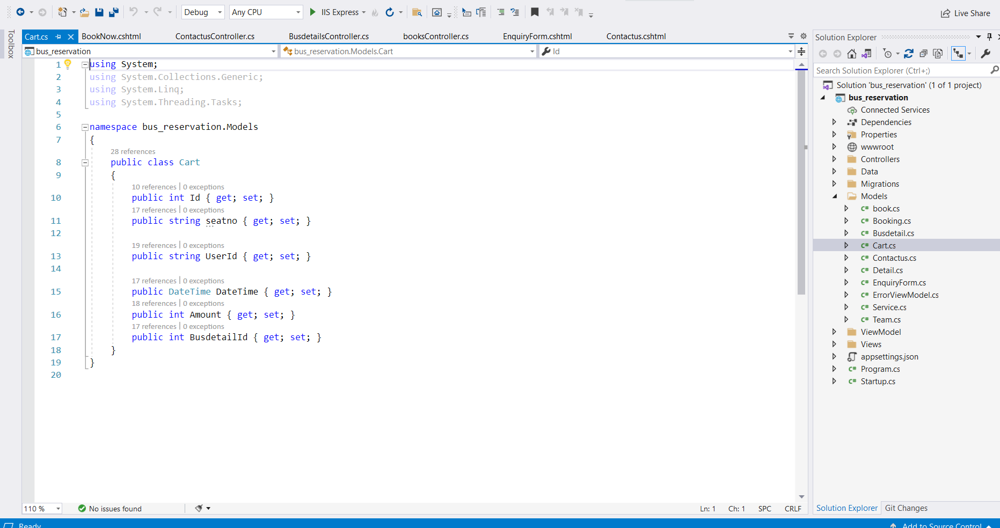 Debug Any CPU IIS Express Live Share
Toolbox
Cart.cs BookNow.cshtml ContactusController.cs BusdetailsController.cs booksController.cs EnquiryForm.cshtml Contactus.cshtml
bus_reservation bus_reservation.Models.Cart Id
1 using System;
2 using System.Collections.Generic;
3 using System.Linq;
4 using System.Threading.Tasks;
5
6 namespace bus_reservation.Models
7 {
28 references
8 public class Cart
9 {
10 references | 0 exceptions
10 public int Id { get; set; }
17 references | 0 exceptions
11 public string seatno { get; set; }
12
19 references | 0 exceptions
13 public string UserId { get; set; }
14
17 references | 0 exceptions
15 public DateTime DateTime { get; set; }
18 references | 0 exceptions
16 public int Amount { get; set; }
17 references | 0 exceptions
17 public int BusdetailId { get; set; }
18 }
19 }
20
110 % No issues found Ln: 1 Ch: 1 SPC CRLF
Solution Explorer
Search Solution Explorer (Ctrl+;)
Solution 'bus_reservation' (1 of 1 project)
bus_reservation
Connected Services
Dependencies
Properties
wwwroot
Controllers
Data
Migrations
Models
C# book.cs
C# Booking.cs
C# Busdetail.cs
C# Cart.cs
C# Contactus.cs
C# Detail.cs
C# EnquiryForm.cs
C# ErrorViewModel.cs
C# Service.cs
C# Team.cs
ViewModel
Views
appsettings.json
C# Program.cs
C# Startup.cs
Solution Explorer Git Changes
Ready Add to Source Control